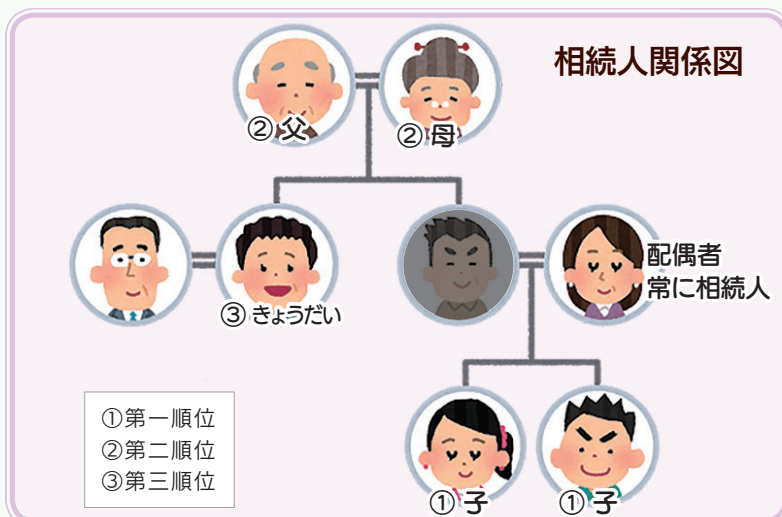 相続人関係図
② 父
② 母
③ きょうだい
配偶者
常に相続人
① 子
① 子
①第一順位
②第二順位
③第三順位